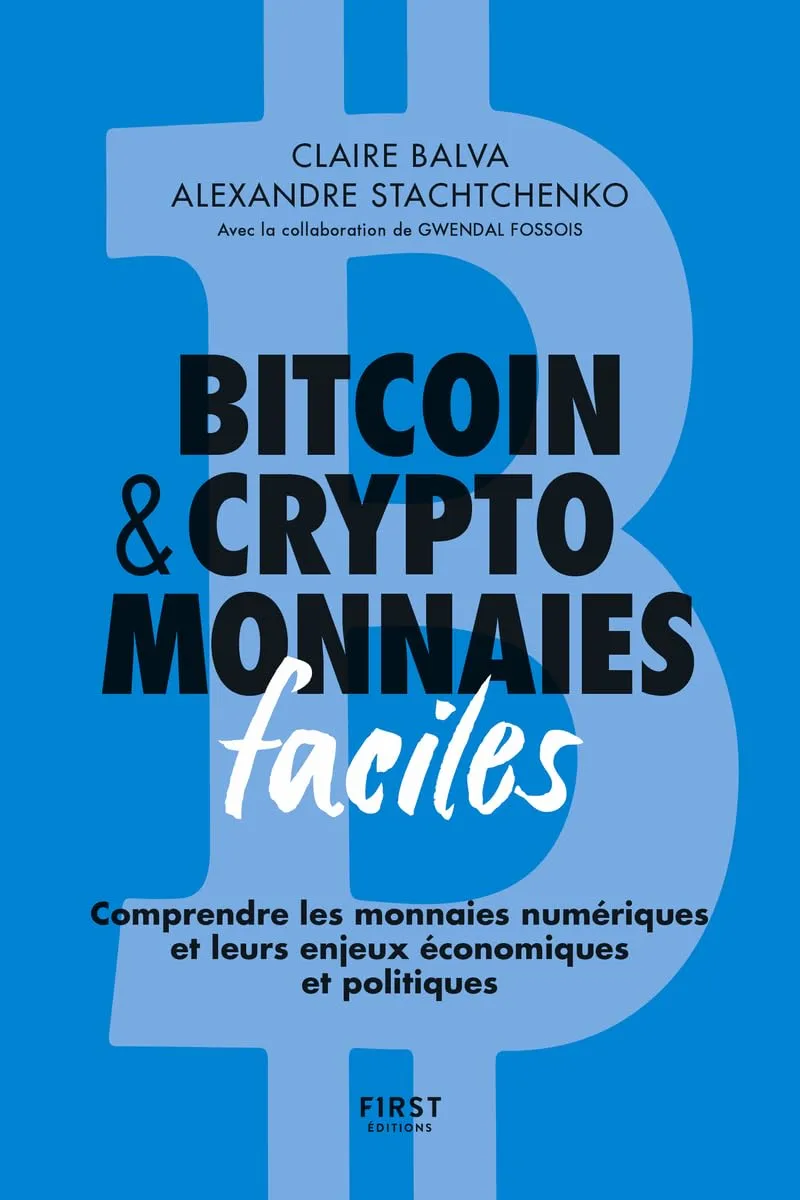 CLAIRE BALVA
ALEXANDRE STACHTCHENKO
Avec la collaboration de GWENDAL FOSSOIS
BITCOIN
& CRYPTO
MONNAIES
faciles
Comprendre les monnaies numériques
et leurs enjeux économiques
et politiques
F1RST
ÉDITIONS